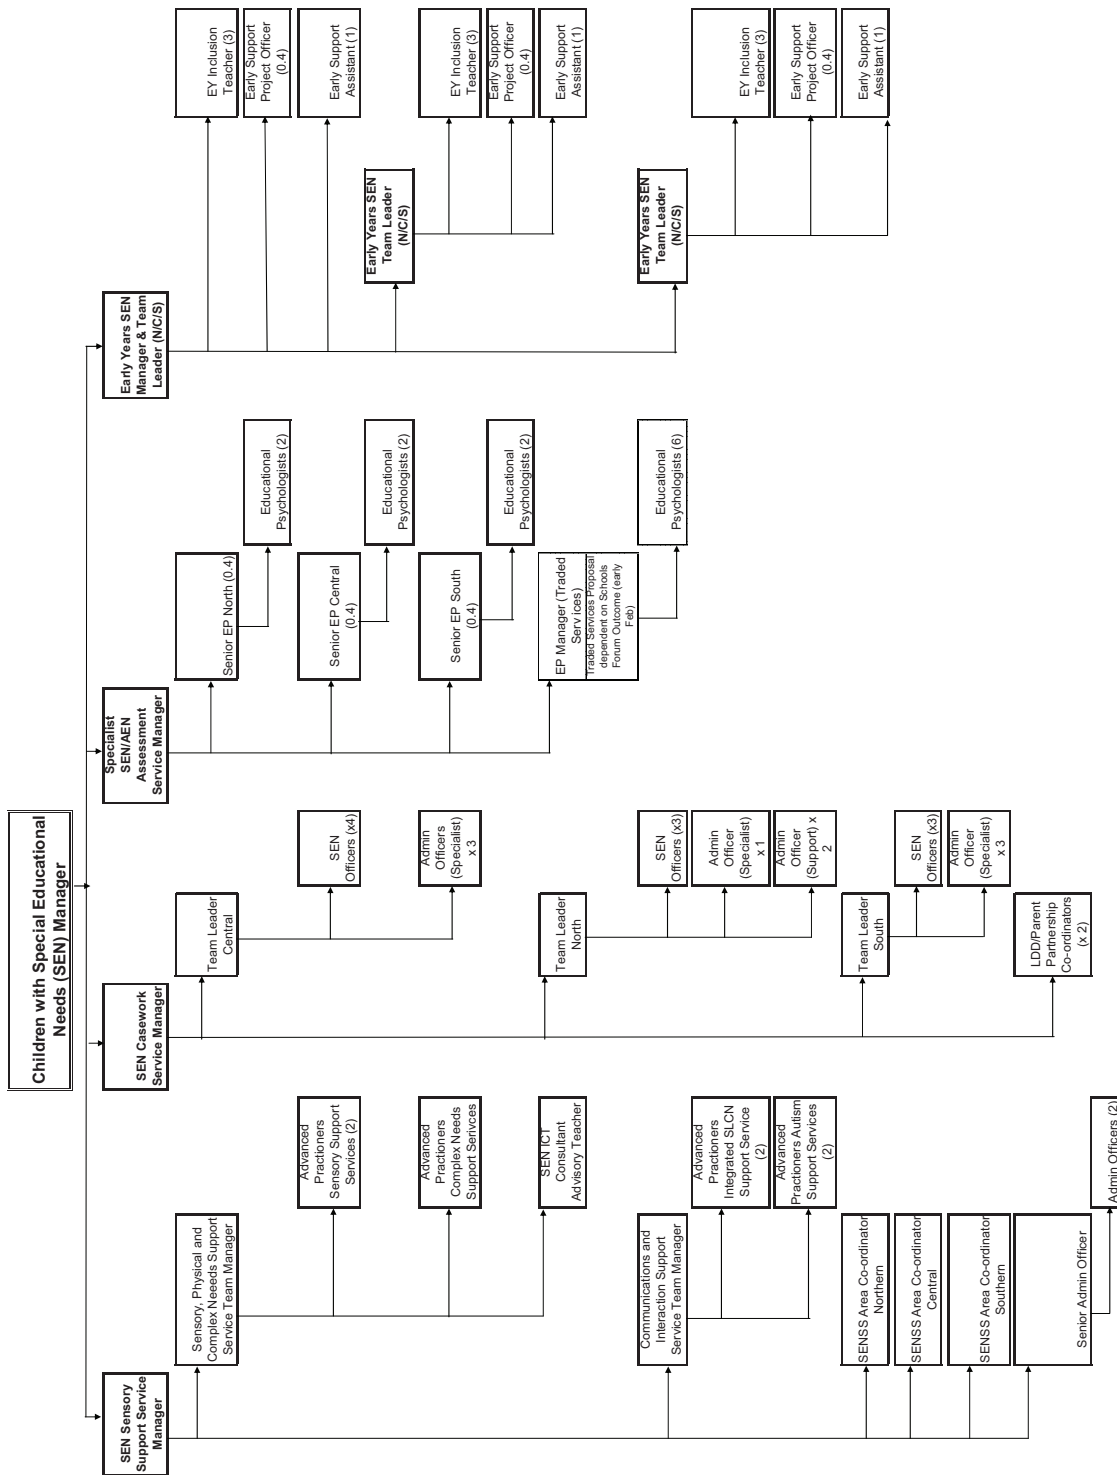 Children with Special Educational
Needs (SEN) Manager
SEN Sensory
Support Service
Manager
Sensory, Physical and
Complex Neeeds Support
Service Team Manager
Advanced
Practioners
Sensory Support
Services (2)
Advanced
Practioners
Complex Needs
Support Serivces
SEN ICT
Consultant
Advisory Teacher
Communications and
Interaction Support
Service Team Manager
Advanced
Practioners
Integrated SLCN
Support Service
(2)
Advanced
Practioners Autism
Support Services
(2)
SENSS Area Co-ordinator
Northern
SENSS Area Co-ordinator
Central
SENSS Area Co-ordinator
Southern
Senior Admin Officer
Admin Officers (2)
SEN Casework
Service Manager
Team Leader
Central
SEN
Officers (x4)
Admin
Officers
(Specialist)
x 3
Team Leader
North
SEN
Officers (x3)
Admin
Officer
(Specialist)
x 1
Admin
Officer
(Support) x
2
Team Leader
South
SEN
Officers (x3)
Admin
Officer
(Specialist)
x 3
LDD/Parent
Partnership
Co-ordinators
(x 2)
Specialist
SEN/AEN
Assessment
Service Manager
Senior EP North (0.4)
Educational
Psychologists (2)
Senior EP Central
(0.4)
Educational
Psychologists (2)
Senior EP South
(0.4)
Educational
Psychologists (2)
EP Manager (Traded
Services)
Traded Services Proposal
dependent on Schools
Forum Outcome (early
Feb)
Educational
Psychologists (6)
Early Years SEN
Manager & Team
Leader (N/C/S)
EY Inclusion
Teacher (3)
Early Support
Project Officer
(0.4)
Early Support
Assistant (1)
Early Years SEN
Team Leader
(N/C/S)
EY Inclusion
Teacher (3)
Early Support
Project Officer
(0.4)
Early Support
Assistant (1)
Early Years SEN
Team Leader
(N/C/S)
EY Inclusion
Teacher (3)
Early Support
Project Officer
(0.4)
Early Support
Assistant (1)